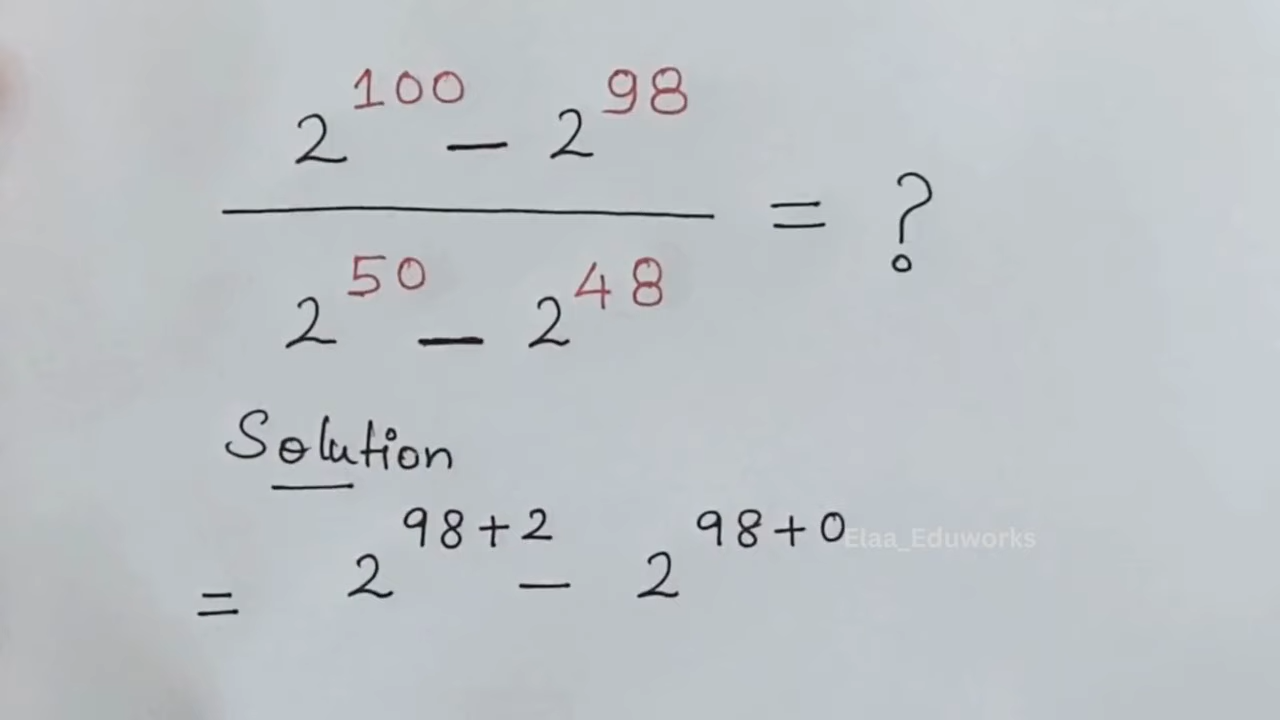 2^100 − 2^98
= ?
2^50 − 2^48
Solution
= 2^98+2 − 2^98+0
Elaa_Eduworks